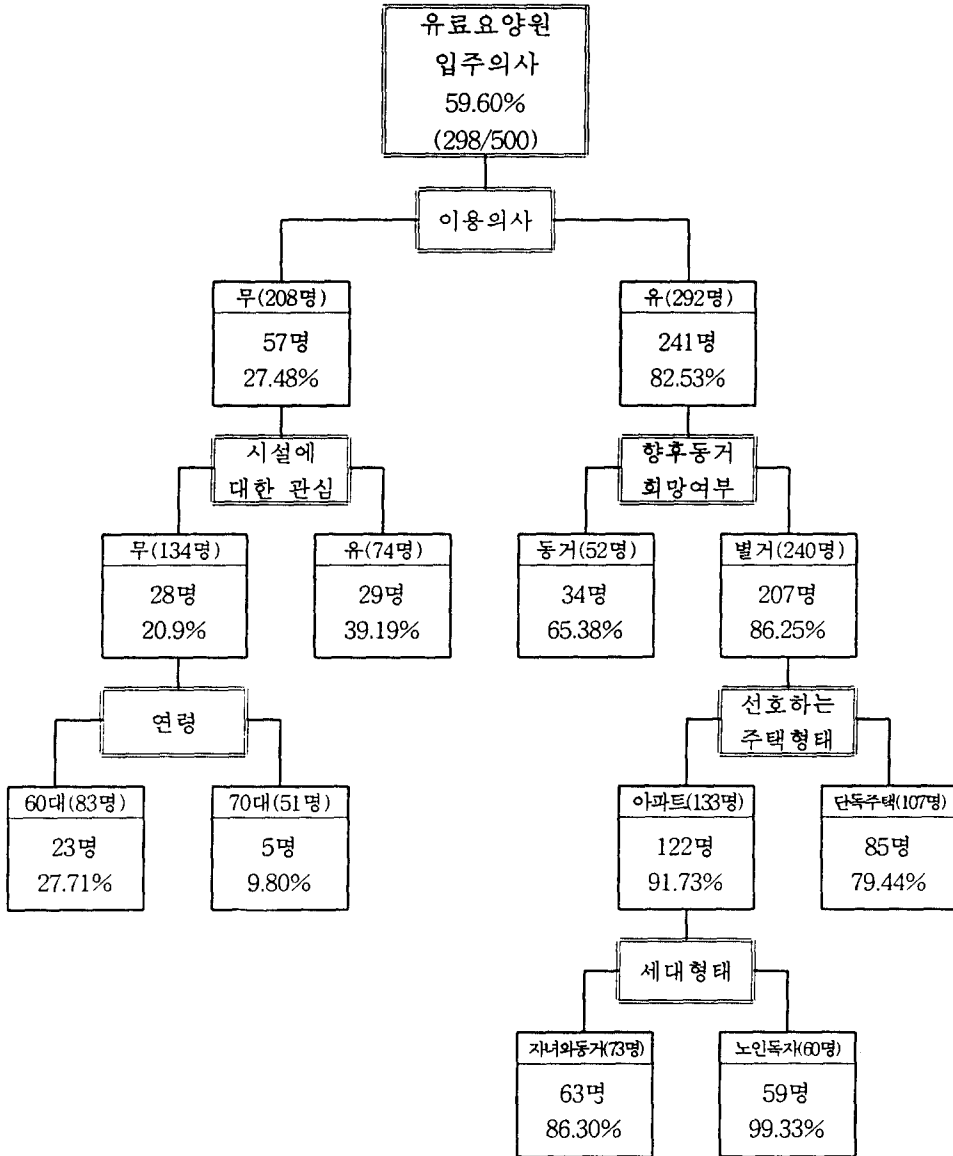 유료요양원
입주의사
59.60%
(298/500)
이용의사
무(208명)
57명
27.48%
유(292명)
241명
82.53%
시설에
대한 관심
향후동거
희망여부
무(134명)
28명
20.9%
유(74명)
29명
39.19%
동거(52명)
34명
65.38%
별거(240명)
207명
86.25%
연령
선호하는
주택형태
60대(83명)
23명
27.71%
70대(51명)
5명
9.80%
아파트(133명)
122명
91.73%
단독주택(107명)
85명
79.44%
세대형태
자녀와동거(73명)
63명
86.30%
노인독자(60명)
59명
99.33%